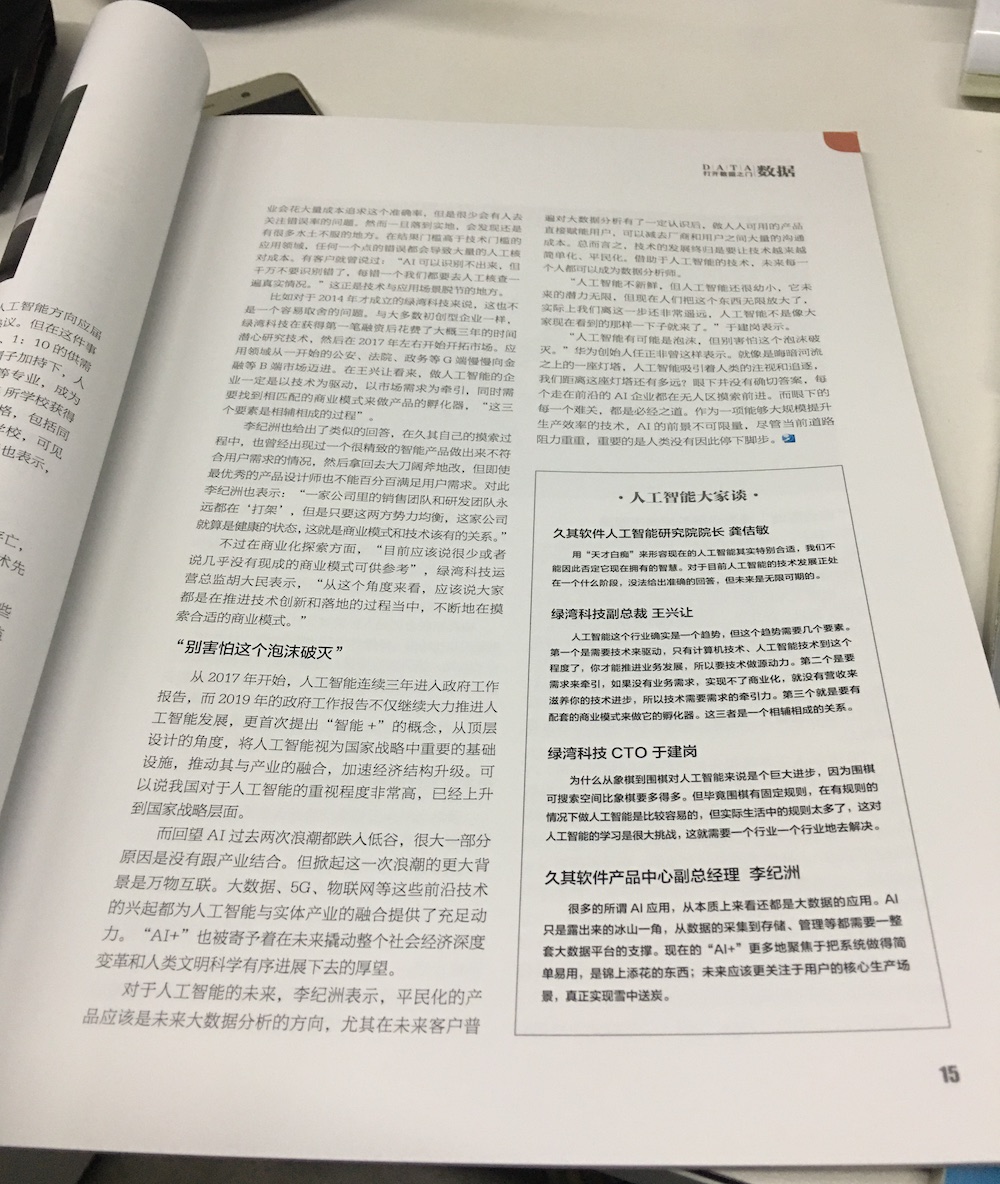 人工智能方向应届
议。但在这件事
，1：10 的供需
子加持下，人
等专业，成为
所学校获得
格，包括同
学校，可见
也表示，
亡，
术先
些
DATA
打开数据之门 数据
业会花大量成本追求这个准确率，但是很少会有人去
关注错误率的问题。然而一旦落到实地，会发现还是
有很多水土不服的地方。在结果门槛高于技术门槛的
应用领域，任何一个点的错误都会导致大量的人工核
对成本。有客户就曾说过：“AI 可以识别不出来，但
千万不要识别错了，每错一个我们都要去人工核查一
遍真实情况。”这正是技术与应用场景脱节的地方。
比如对于 2014 年才成立的绿湾科技来说，这也不
是一个容易取舍的问题。与大多数初创型企业一样，
绿湾科技在获得第一笔融资后花费了大概三年的时间
潜心研究技术，然后在 2017 年左右开始开拓市场。应
用领域从一开始的公安、法院、政务等 G 端慢慢向金
融等 B 端市场迈进。在王兴让看来，做人工智能的企
业一定是以技术为驱动，以市场需求为牵引，同时需
要找到相匹配的商业模式来做产品的孵化器，“这三
个要素是相辅相成的过程”。
李纪洲也给出了类似的回答，在久其自己的摸索过
程中，也曾经出现过一个很精致的智能产品做出来不符
合用户需求的情况，然后拿回去大刀阔斧地改，但即使
最优秀的产品设计师也不能百分百满足用户需求。对此
李纪洲也表示：“一家公司里的销售团队和研发团队永
远都在‘打架’，但是只要这两方势力均衡，这家公司
就算是健康的状态，这就是商业模式和技术该有的关系。”
不过在商业化探索方面，“目前应该说很少或者
说几乎没有现成的商业模式可供参考”，绿湾科技运
营总监胡大民表示，“从这个角度来看，应该说大家
都是在推进技术创新和落地的过程当中，不断地在摸
索合适的商业模式。”
“别害怕这个泡沫破灭”
从 2017 年开始，人工智能连续三年进入政府工作
报告，而 2019 年的政府工作报告不仅继续大力推进人
工智能发展，更首次提出“智能 +”的概念，从顶层
设计的角度，将人工智能视为国家战略中重要的基础
设施，推动其与产业的融合，加速经济结构升级。可
以说我国对于人工智能的重视程度非常高，已经上升
到国家战略层面。
而回望 AI 过去两次浪潮都跌入低谷，很大一部分
原因是没有跟产业结合。但掀起这一次浪潮的更大背
景是万物互联。大数据、5G、物联网等这些前沿技术
的兴起都为人工智能与实体产业的融合提供了充足动
力。“AI+”也被寄予着在未来撬动整个社会经济深度
变革和人类文明科学有序进展下去的厚望。
对于人工智能的未来，李纪洲表示，平民化的产
品应该是未来大数据分析的方向，尤其在未来客户普
遍对大数据分析有了一定认识后，做人人可用的产品
直接赋能用户，可以减去厂商和用户之间大量的沟通
成本。总而言之，技术的发展终归是要让技术越来越
简单化、平民化，借助于人工智能的技术，未来每一
个人都可以成为数据分析师。
“人工智能不新鲜，但人工智能还很幼小，它未
来的潜力无限，但现在人们把这个东西无限放大了，
实际上我们离这一步还非常遥远，人工智能不是像大
家现在看到的那样一下子就来了。”于建岗表示。
“人工智能有可能是泡沫，但别害怕这个泡沫破
灭。”华为创始人任正非曾这样表示。就像是晦暗河流
之上的一座灯塔，人工智能吸引着人类的注视和追逐，
我们距离这座灯塔还有多远？眼下并没有确切答案，每
个走在前沿的 AI 企业都在无人区摸索前进。而眼下的
每一个难关，都是必经之道。作为一项能够大规模提升
生产效率的技术，AI 的前景不可限量，尽管当前道路
阻力重重，重要的是人类没有因此停下脚步。
·人工智能大家谈·
久其软件人工智能研究院院长 龚佶敏
用“天才白痴”来形容现在的人工智能其实特别合适，我们不
能因此否定它现在拥有的智慧。对于目前人工智能的技术发展正处
在一个什么阶段，没法给出准确的回答，但未来是无限可期的。
绿湾科技副总裁 王兴让
人工智能这个行业确实是一个趋势，但这个趋势需要几个要素。
第一个是需要技术来驱动，只有计算机技术、人工智能技术到这个
程度了，你才能推进业务发展，所以要技术做源动力。第二个是要
需求来牵引，如果没有业务需求，实现不了商业化，就没有营收来
滋养你的技术进步，所以技术需要需求的牵引力。第三个就是要有
配套的商业模式来做它的孵化器。这三者是一个相辅相成的关系。
绿湾科技 CTO 于建岗
为什么从象棋到围棋对人工智能来说是个巨大进步，因为围棋
可搜索空间比象棋要多得多。但毕竟围棋有固定规则，在有规则的
情况下做人工智能是比较容易的，但实际生活中的规则太多了，这对
人工智能的学习是很大挑战，这就需要一个行业一个行业地去解决。
久其软件产品中心副总经理 李纪洲
很多的所谓 AI 应用，从本质上来看还都是大数据的应用。AI
只是露出来的冰山一角，从数据的采集到存储、管理等都需要一整
套大数据平台的支撑。现在的“AI+”更多地聚焦于把系统做得简
单易用，是锦上添花的东西；未来应该更关注于用户的核心生产场
景，真正实现雪中送炭。
15